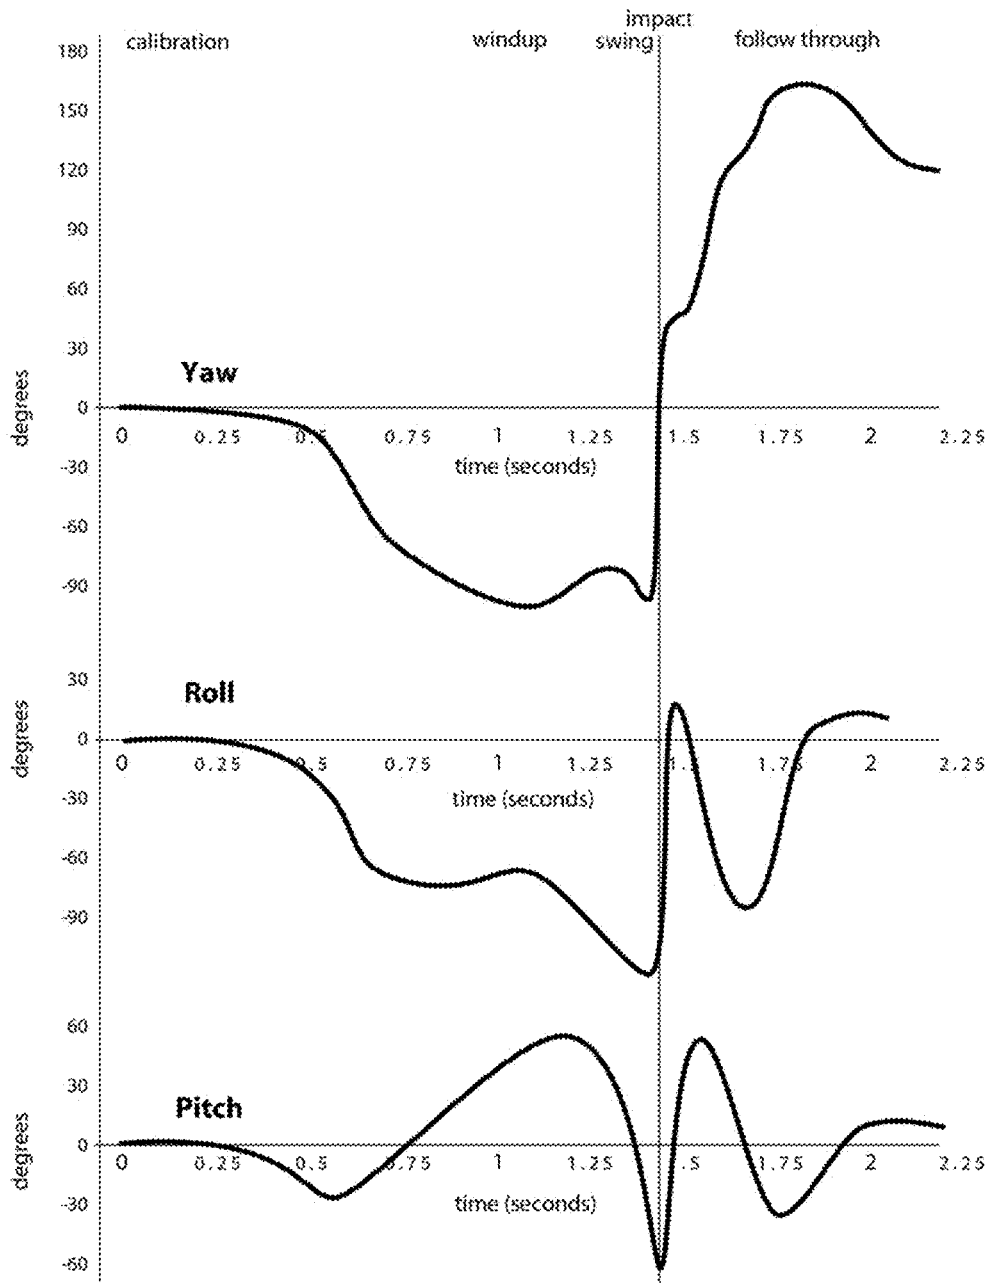 impact
calibration windup swing follow through
180
150
120
90
60
30
Yaw
degrees
0
0 0.25 0.5 0.75 1 1.25 1.5 1.75 2 2.25
time (seconds)
-30
-60
-90
30
Roll
degrees
0
0 0.25 0.5 0.75 1 1.25 1.5 1.75 2 2.25
time (seconds)
-30
-60
-90
60
30
Pitch
degrees
0
0 0.25 0.5 0.75 1 1.25 1.5 1.75 2 2.25
time (seconds)
-30
-60